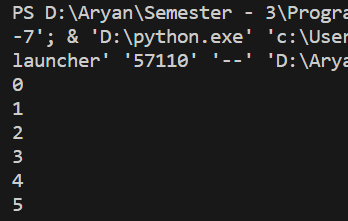 PS D:\Aryan\Semester - 3\Progra
-7'; & 'D:\python.exe' 'c:\User
launcher' '57110' '--' 'D:\Arya
0
1
2
3
4
5